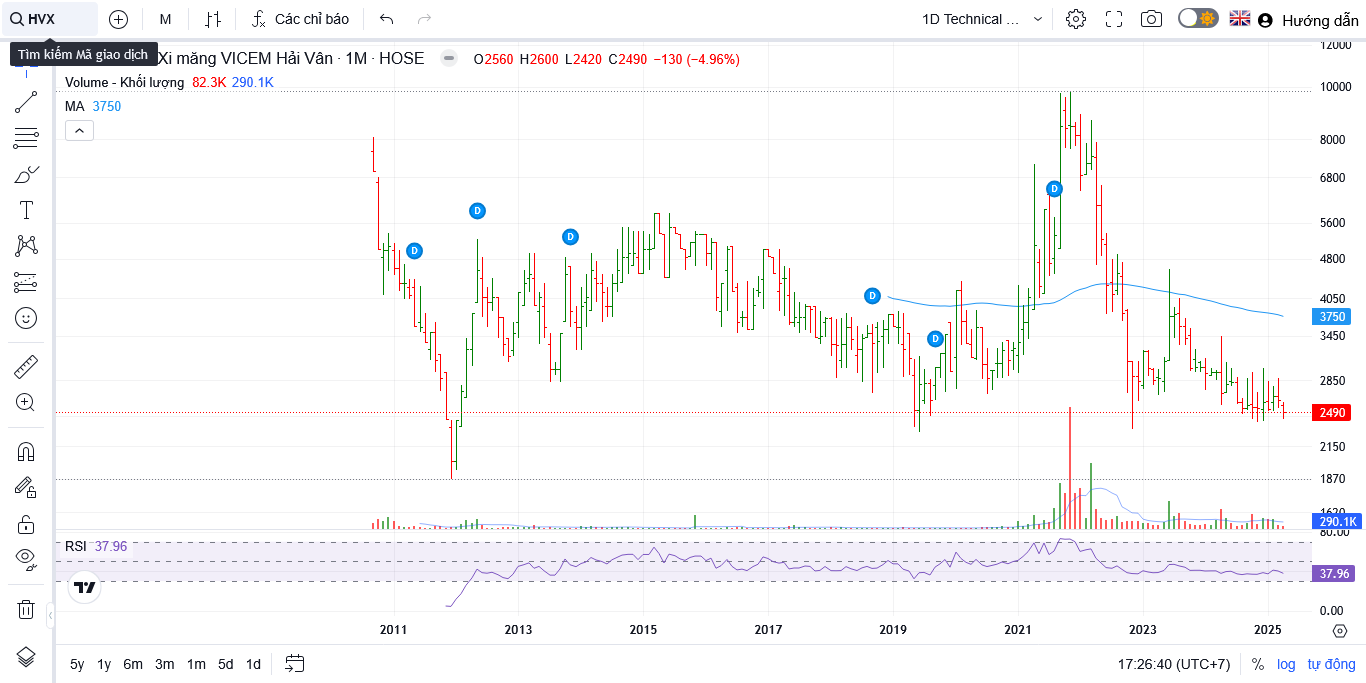 HVX
M
Các chỉ báo
1D Technical ...
Hướng dẫn
Tìm kiếm Mã giao dịch
Xi măng VICEM Hải Vân · 1M · HOSE
O2560 H2600 L2420 C2490 −130 (−4.96%)
Volume - Khối lượng 82.3K 290.1K
MA 3750
D
D
D
D
D
D
12000
10000
8000
6800
5600
4800
4050
3750
3450
2850
2490
2150
1870
1620
290.1K
80.00
RSI 37.96
37.96
0.00
2011 2013 2015 2017 2019 2021 2023 2025
5y 1y 6m 3m 1m 5d 1d
17:26:40 (UTC+7) % log tự động